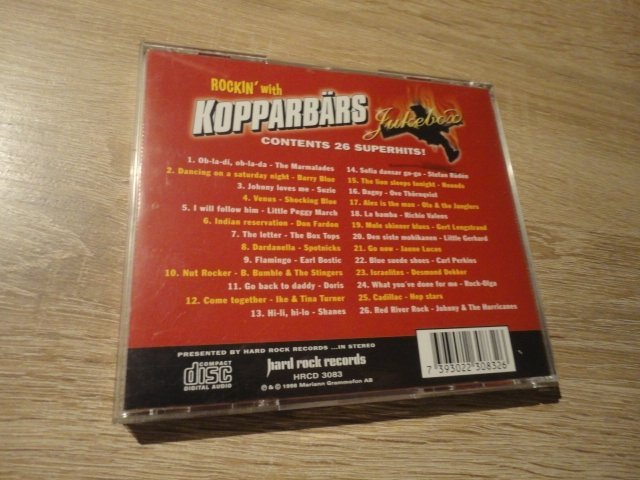 ROCKIN' with
KOPPARBÄRS
Jukebox
CONTENTS 26 SUPERHITS!
1. Ob-la-di, ob-la-da - The Marmalades
2. Dancing on a saturday night - Barry Blue
3. Johnny loves me - Suzie
4. Venus - Shocking Blue
5. I will follow him - Little Peggy March
6. Indian reservation - Don Fardon
7. The letter - The Box Tops
8. Dardanella - Spotnicks
9. Flamingo - Earl Bostic
10. Nut Rocker - B. Bumble & The Stingers
11. Go back to daddy - Doris
12. Come together - Ike & Tina Turner
13. Hi-li, hi-lo - Shanes
14. Sofia dansar go-go - Stefan Rüdén
15. The lion sleeps tonight - Hounds
16. Dagny - Ove Thörnqvist
17. Alex is the man - Ola & the Janglers
18. La bamba - Richie Valens
19. Mule skinner blues - Gert Lengstrand
20. Den siste mohikanen - Little Gerhard
21. Go now - Janne Lucas
22. Blue suede shoes - Carl Perkins
23. Israelites - Desmond Dekker
24. What you've done for me - Rock-Olga
25. Cadillac - Hep stars
26. Red River Rock - Johnny & The Hurricanes
PRESENTED BY HARD ROCK RECORDS ...IN STEREO
COMPACT
disc
DIGITAL AUDIO
hard rock records
HRCD 3083
℗ & © 1998 Mariann Grammofon AB
7 393022 308326